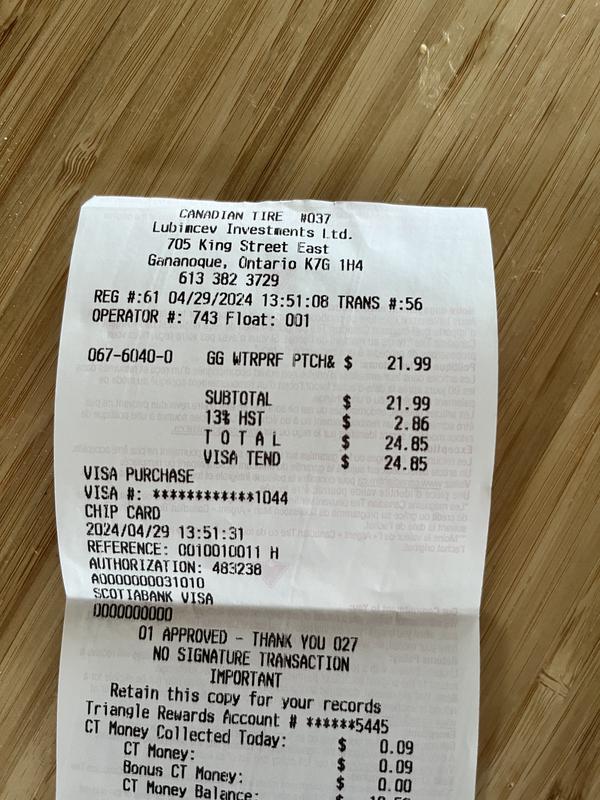 CANADIAN TIRE #037
Lubimcev Investments Ltd.
705 King Street East
Gananoque, Ontario K7G 1H4
613 382 3729
REG #:61 04/29/2024 13:51:08 TRANS #:56
OPERATOR #: 743 Float: 001
067-6040-0 GG WTRPRF PTCH& $ 21.99
SUBTOTAL $ 21.99
13% HST $ 2.86
T O T A L $ 24.85
VISA TEND $ 24.85
VISA PURCHASE
VISA #: ************1044
CHIP CARD
2024/04/29 13:51:31
REFERENCE: 0010010011 H
AUTHORIZATION: 483238
A0000000031010
SCOTIABANK VISA
0000000000
01 APPROVED - THANK YOU 027
NO SIGNATURE TRANSACTION
IMPORTANT
Retain this copy for your records
Triangle Rewards Account # ******5445
CT Money Collected Today: $ 0.09
CT Money: $ 0.09
Bonus CT Money: $ 0.00
CT Money Balance: $